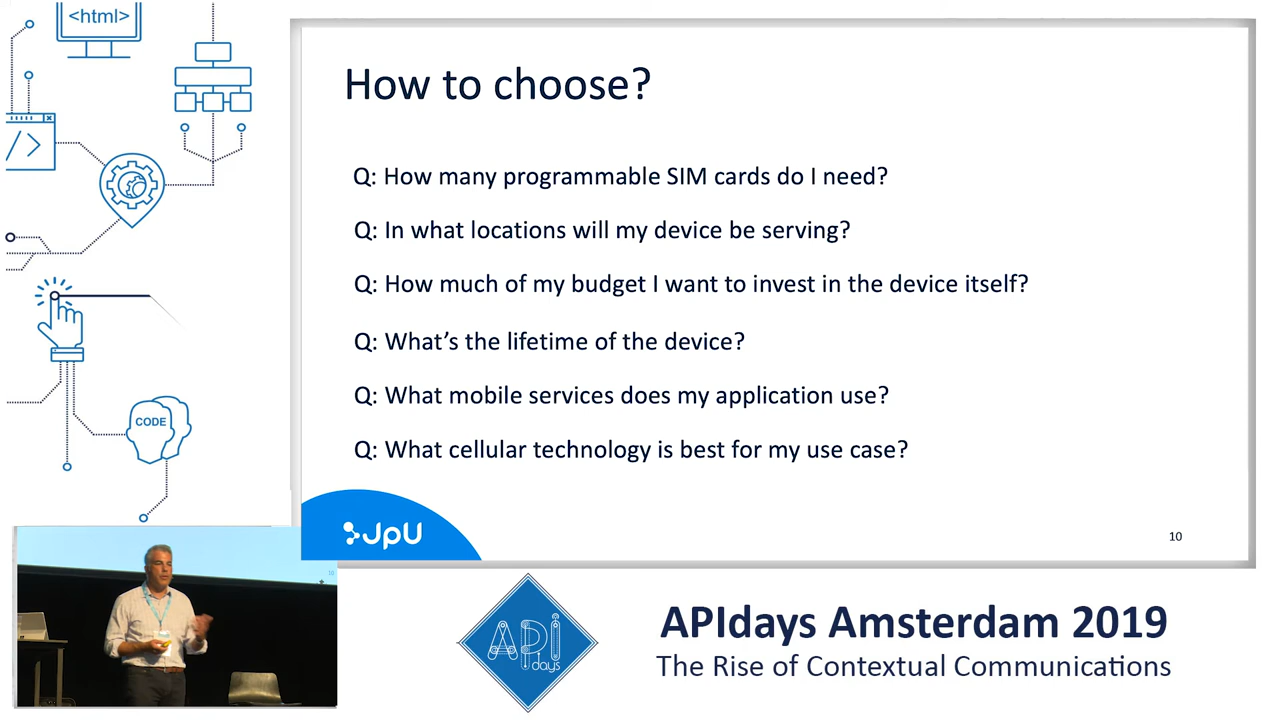 <html>
</>
CODE
How to choose?
Q: How many programmable SIM cards do I need?
Q: In what locations will my device be serving?
Q: How much of my budget I want to invest in the device itself?
Q: What's the lifetime of the device?
Q: What mobile services does my application use?
Q: What cellular technology is best for my use case?
JpU
10
10
API
days
APIdays Amsterdam 2019
The Rise of Contextual Communications